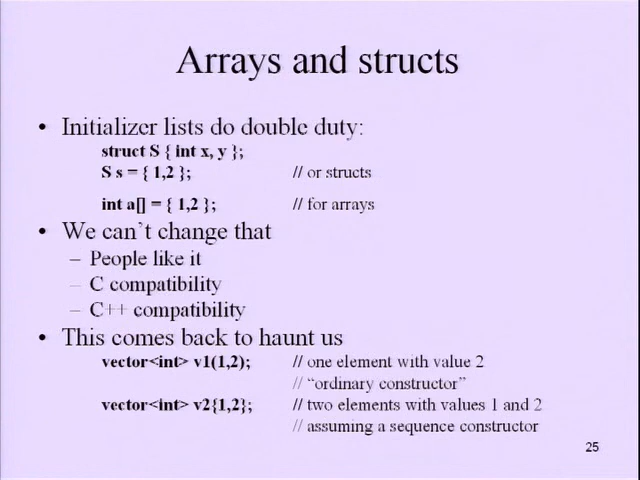 Arrays and structs
• Initializer lists do double duty:
struct S { int x, y };
S s = { 1,2 }; // or structs
int a[] = { 1,2 }; // for arrays
• We can't change that
– People like it
– C compatibility
– C++ compatibility
• This comes back to haunt us
vector<int> v1(1,2); // one element with value 2
// “ordinary constructor”
vector<int> v2{1,2}; // two elements with values 1 and 2
// assuming a sequence constructor
25